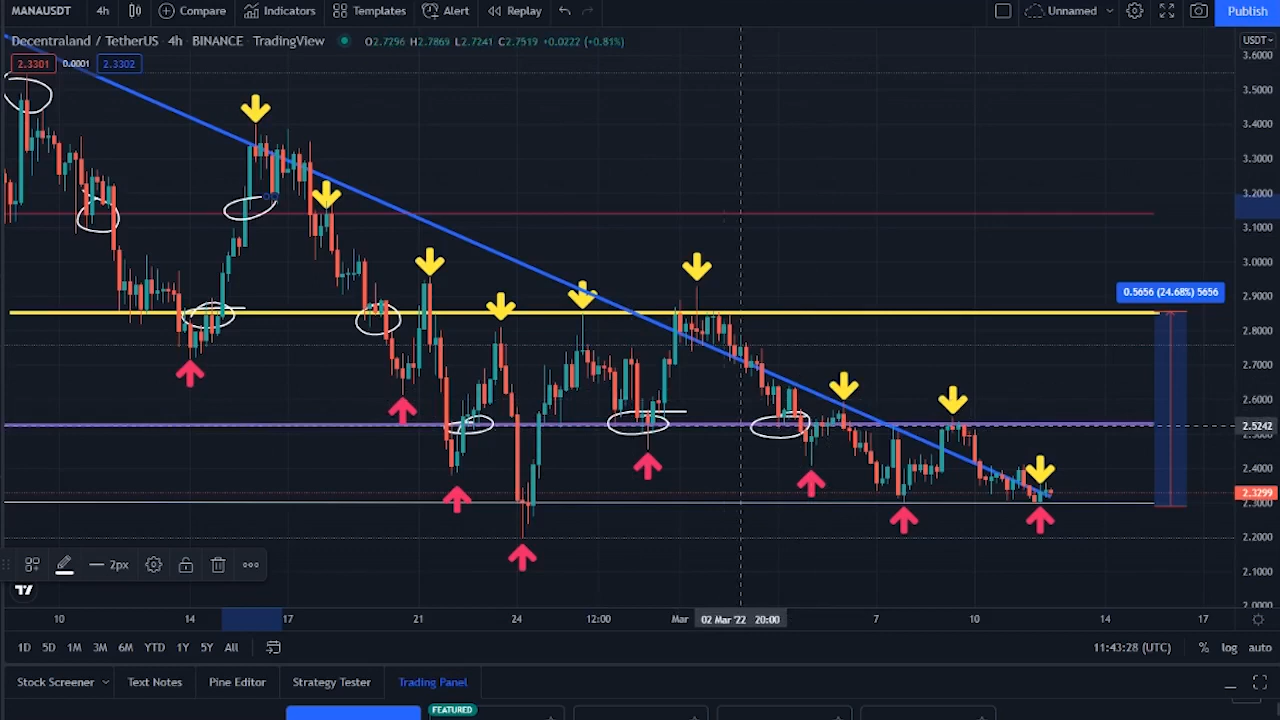 MANAUSDT 4h Compare Indicators Templates Alert Replay Unnamed Publish
Decentraland / TetherUS · 4h · BINANCE · TradingView O2.7296 H2.7869 L2.7241 C2.7519 +0.0222 (+0.81%) USDT
2.3301 0.0001 2.3302
3.6000
3.5000
3.4000
3.3000
3.2000
3.1000
3.0000
2.9000
0.5656 (24.68%) 5656
2.8000
2.7000
2.6000
2.5242
2.4000
2.3299
2.2000
2.1000
2.0000
2px
10 14 17 21 24 12:00 Mar 02 Mar '22 20:00 7 10 14 17
1D 5D 1M 3M 6M YTD 1Y 5Y All 11:43:28 (UTC) % log auto
Stock Screener Text Notes Pine Editor Strategy Tester Trading Panel
FEATURED